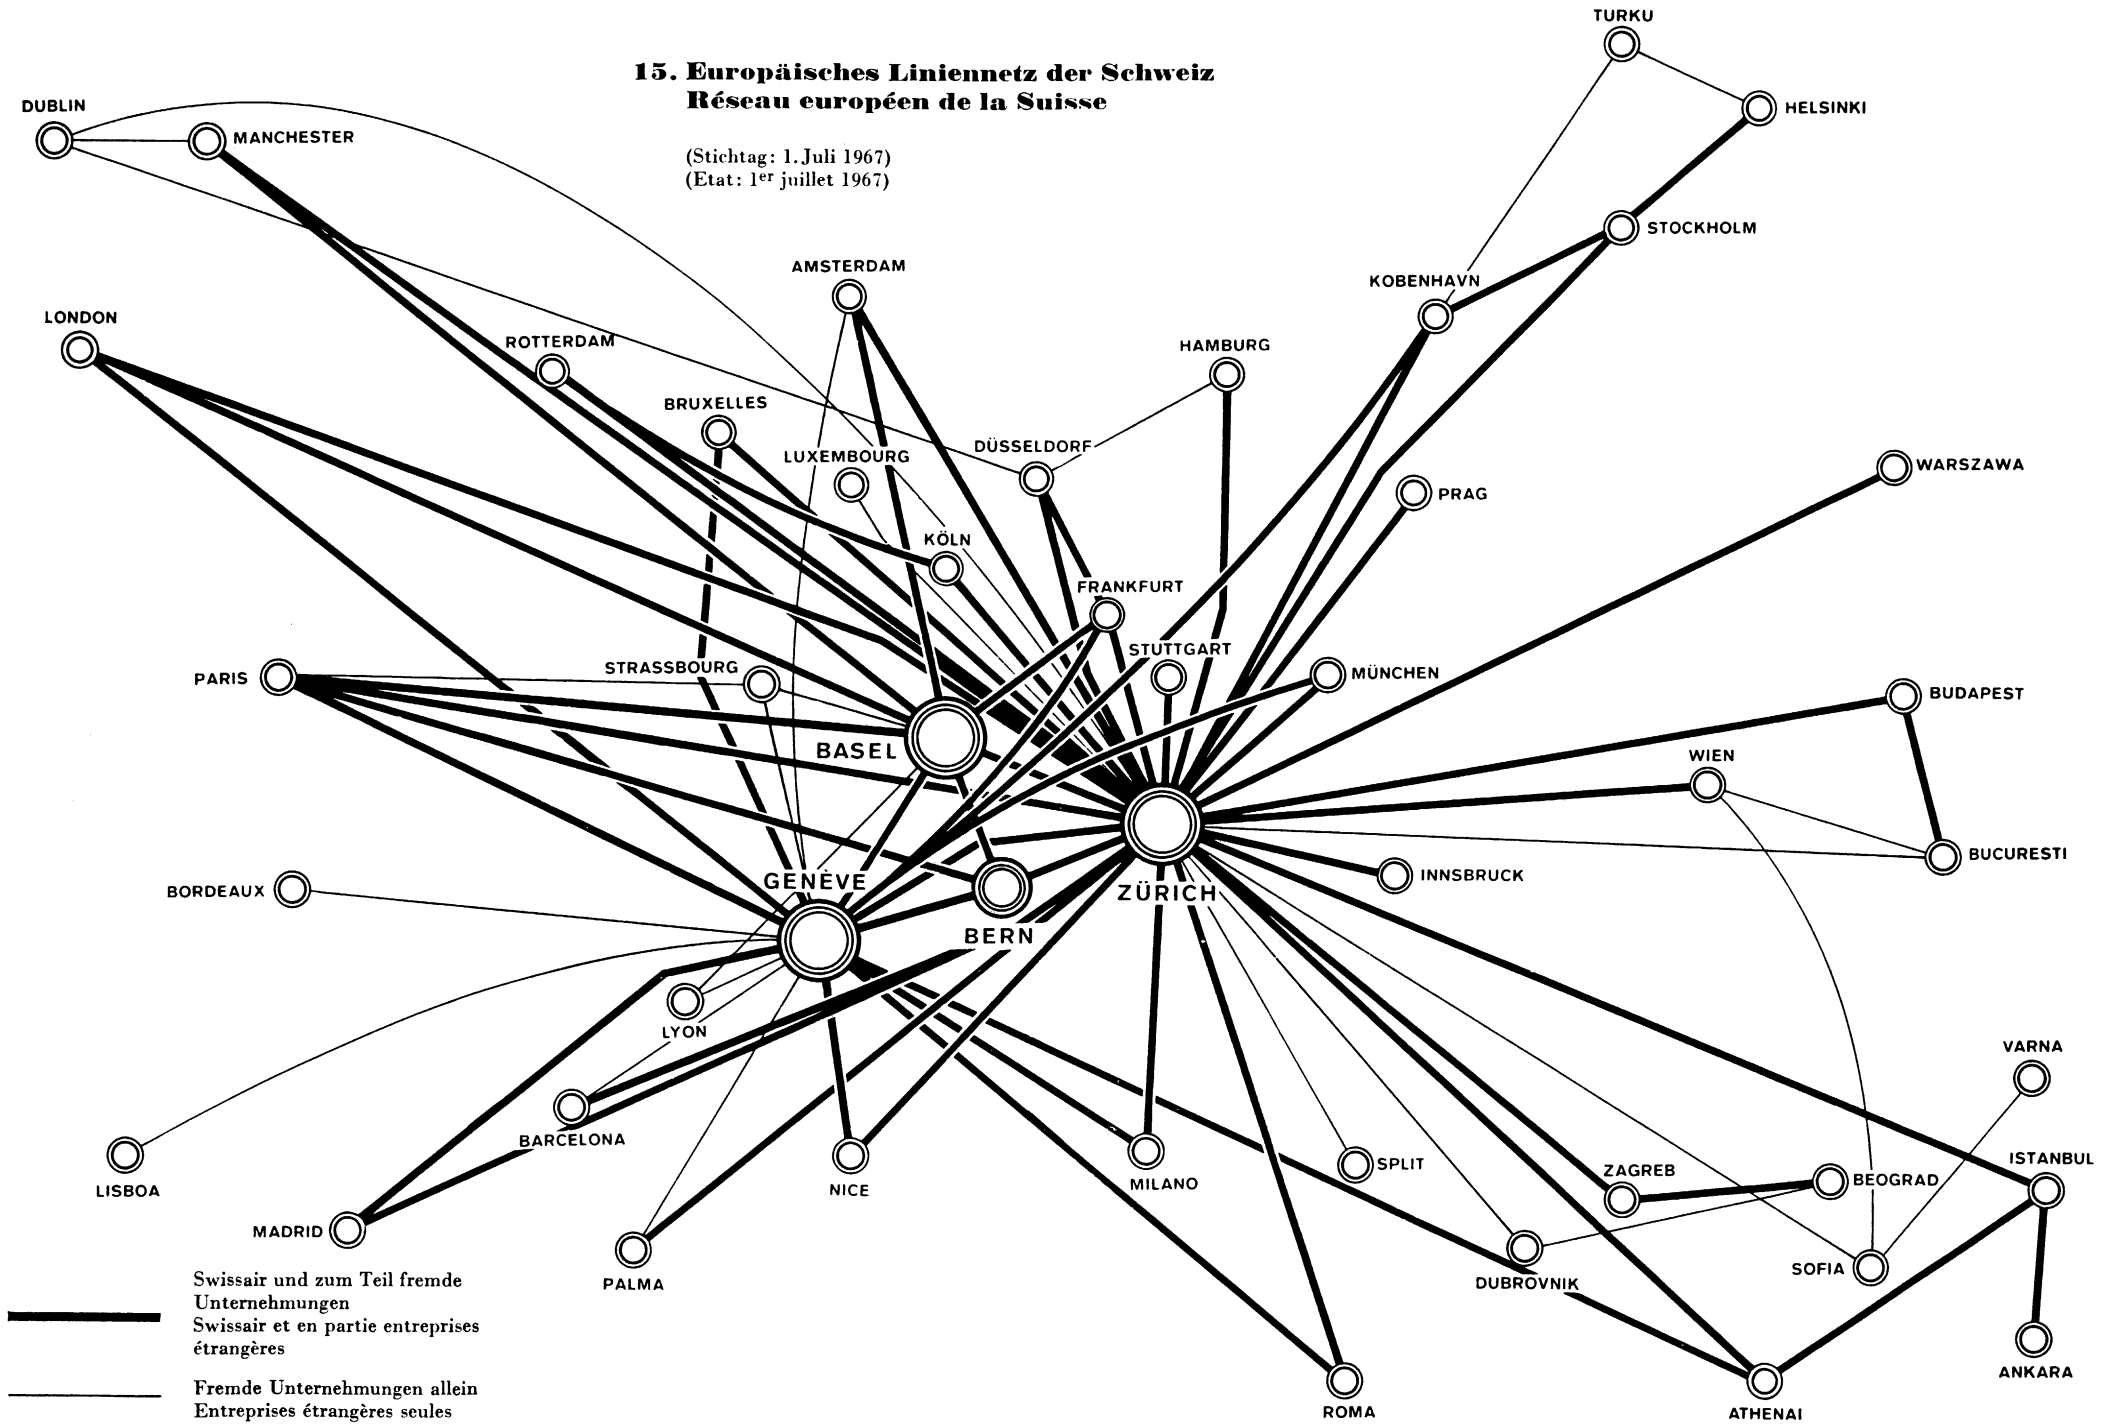 15. Europäisches Liniennetz der Schweiz
Réseau européen de la Suisse
(Stichtag: 1. Juli 1967)
(Etat: 1er juillet 1967)
TURKU
DUBLIN
MANCHESTER
HELSINKI
STOCKHOLM
AMSTERDAM
KOBENHAVN
LONDON
ROTTERDAM
HAMBURG
BRUXELLES
LUXEMBOURG
DÜSSELDORF
WARSZAWA
PRAG
KÖLN
FRANKFURT
STUTTGART
STRASSBOURG
PARIS
MÜNCHEN
BUDAPEST
BASEL
WIEN
BUCURESTI
GENÈVE
INNSBRUCK
BORDEAUX
ZÜRICH
BERN
LYON
VARNA
BARCELONA
ISTANBUL
SPLIT
ZAGREB
BEOGRAD
LISBOA
NICE
MILANO
MADRID
SOFIA
PALMA
DUBROVNIK
ANKARA
ROMA
ATHENAI
Swissair und zum Teil fremde
Unternehmungen
Swissair et en partie entreprises
étrangères
Fremde Unternehmungen allein
Entreprises étrangères seules